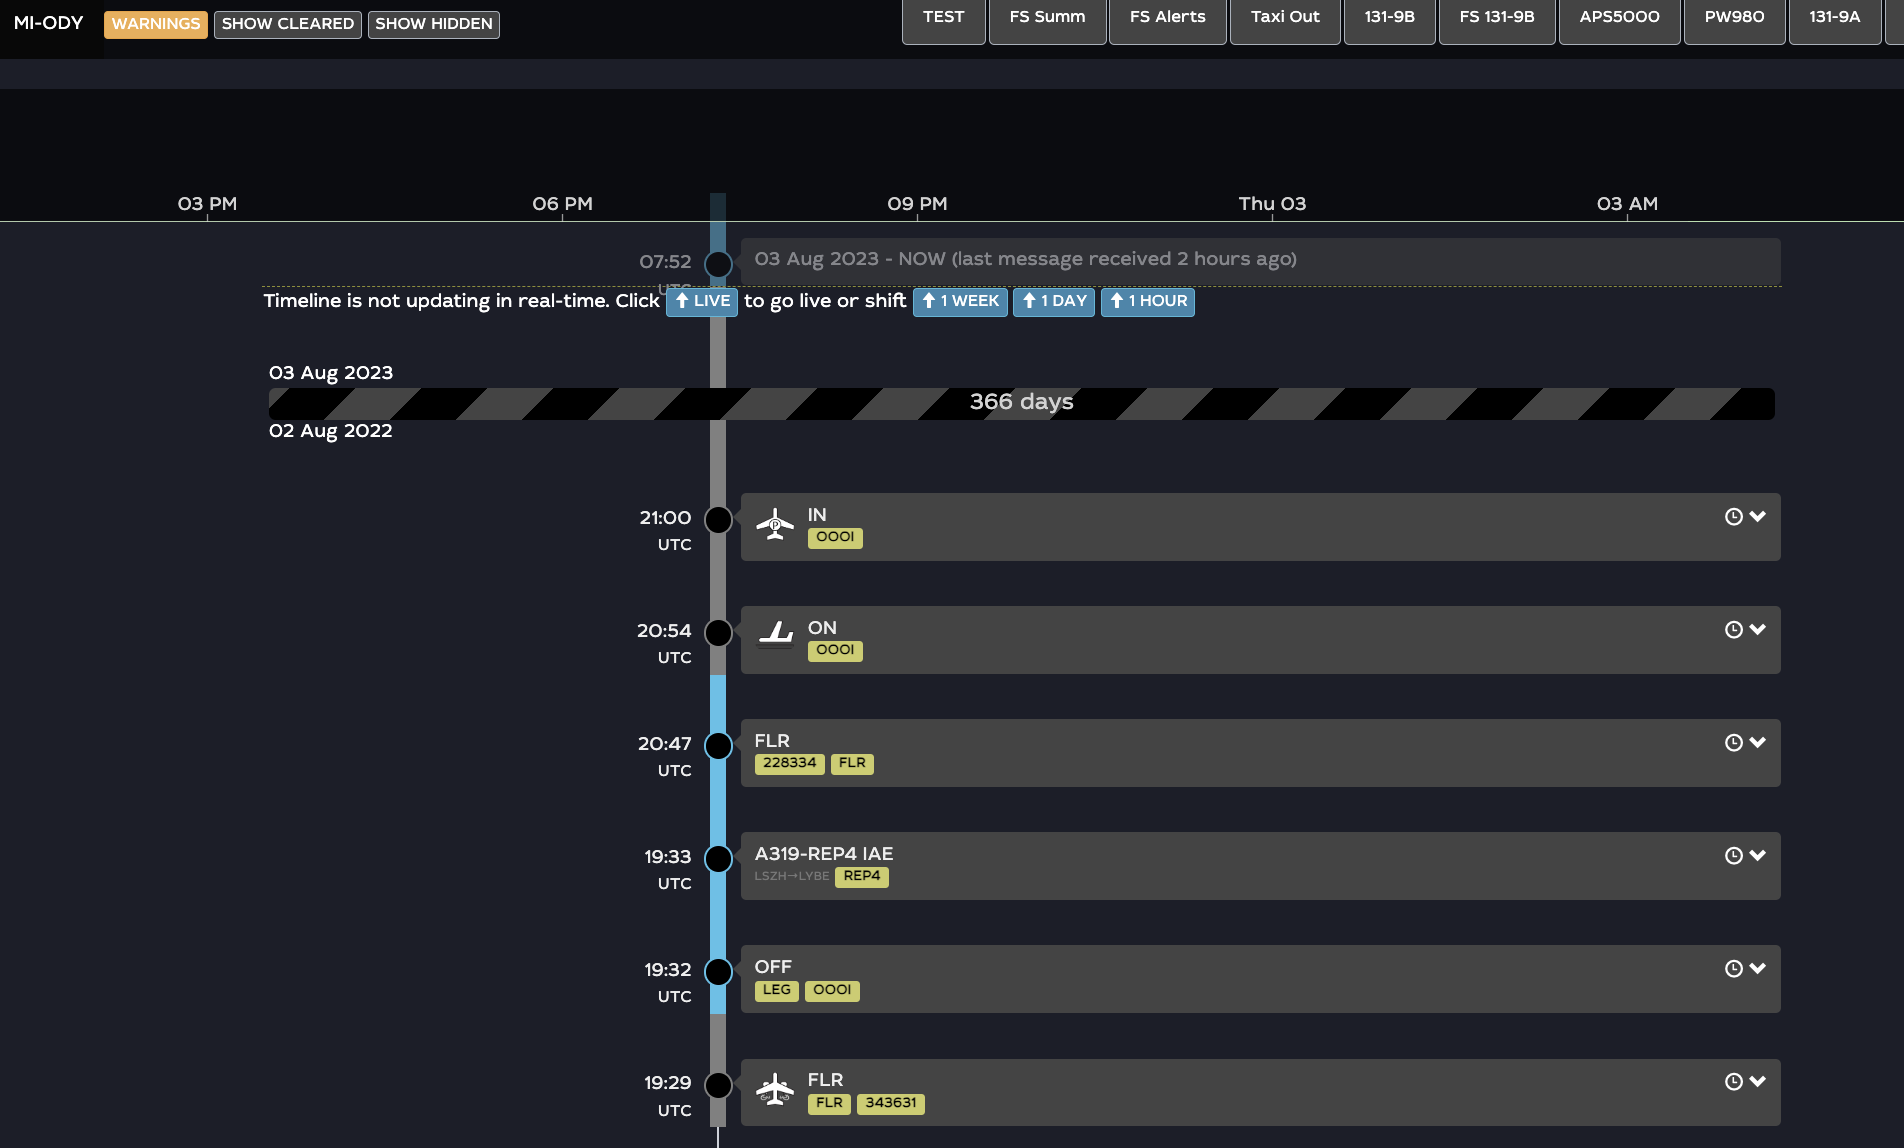 MI-ODY WARNINGS SHOW CLEARED SHOW HIDDEN TEST FS Summ FS Alerts Taxi Out 131-9B FS 131-9B APS5000 PW980 131-9A
03 PM 06 PM 09 PM Thu 03 03 AM
07:52 UTC
03 Aug 2023 - NOW (last message received 2 hours ago)
Timeline is not updating in real-time. Click LIVE to go live or shift 1 WEEK 1 DAY 1 HOUR
03 Aug 2023
366 days
02 Aug 2022
21:00 UTC
IN
OOOI
20:54 UTC
ON
OOOI
20:47 UTC
FLR
228334 FLR
19:33 UTC
A319-REP4 IAE
LSZH→LYBE REP4
19:32 UTC
OFF
LEG OOOI
19:29 UTC
FLR
FLR 343631